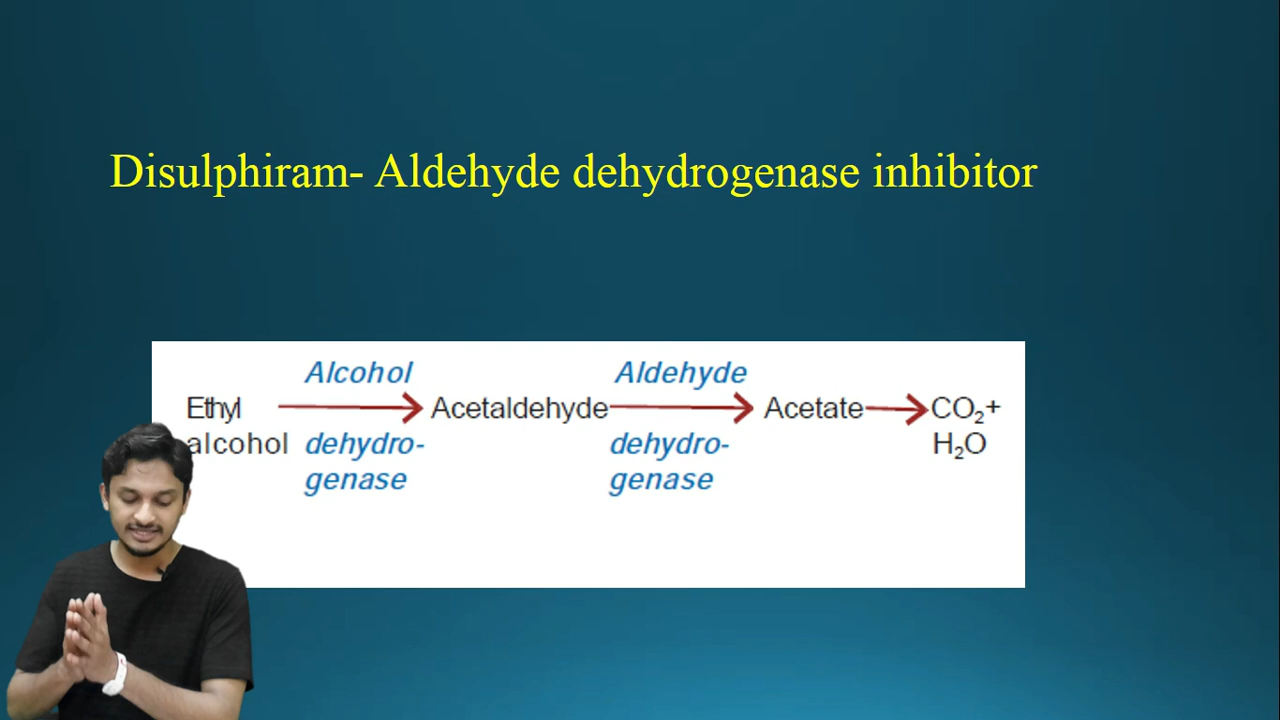 Disulphiram- Aldehyde dehydrogenase inhibitor
Alcohol Aldehyde
Ethyl Acetaldehyde Acetate CO₂+
alcohol dehydro- dehydro- H₂O
genase genase